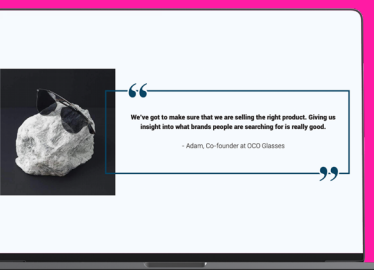 “
We've got to make sure that we are selling the right product. Giving us
insight into what brands people are searching for is really good.
- Adam, Co-founder at OCO Glasses
”